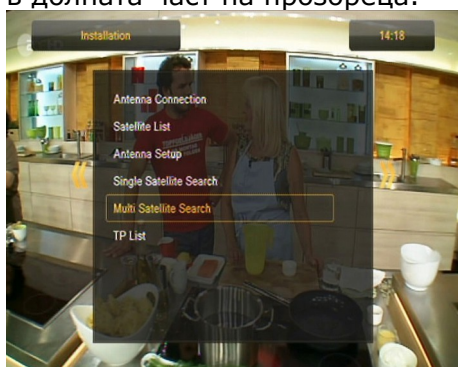 в долната част на прозореца.
Installation
14:18
Antenna Connection
Satellite List
Antenna Setup
Single Satellite Search
Multi Satellite Search
TP List